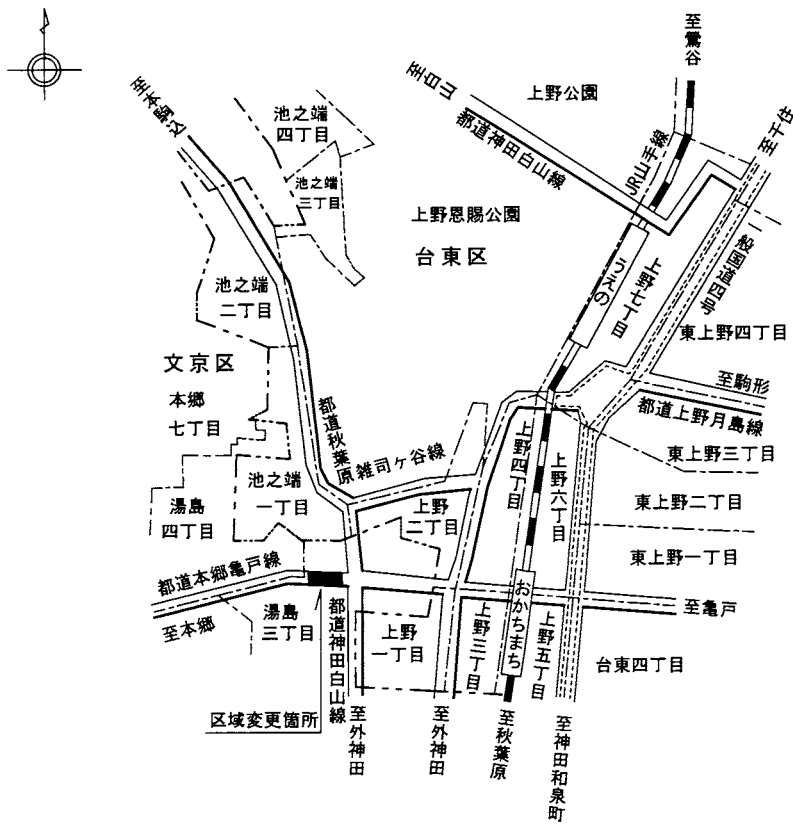 至鶯谷
至白山
上野公園
至千住
至本駒込
池之端
四丁目
都道神田白山線
JR山手線
池之端
三丁目
上野恩賜公園
台東区
一般国道四号
うえの
上野七丁目
池之端
二丁目
東上野四丁目
文京区
至駒形
本郷
七丁目
都道秋葉原雑司ヶ谷線
都道上野月島線
上野四丁目
上野六丁目
東上野三丁目
池之端
一丁目
湯島
四丁目
上野
二丁目
東上野二丁目
東上野一丁目
都道本郷亀戸線
おかちまち
至本郷
湯島
三丁目
都道神田白山線
上野
一丁目
上野三丁目
上野五丁目
至亀戸
台東四丁目
区域変更箇所
至外神田
至外神田
至秋葉原
至神田和泉町